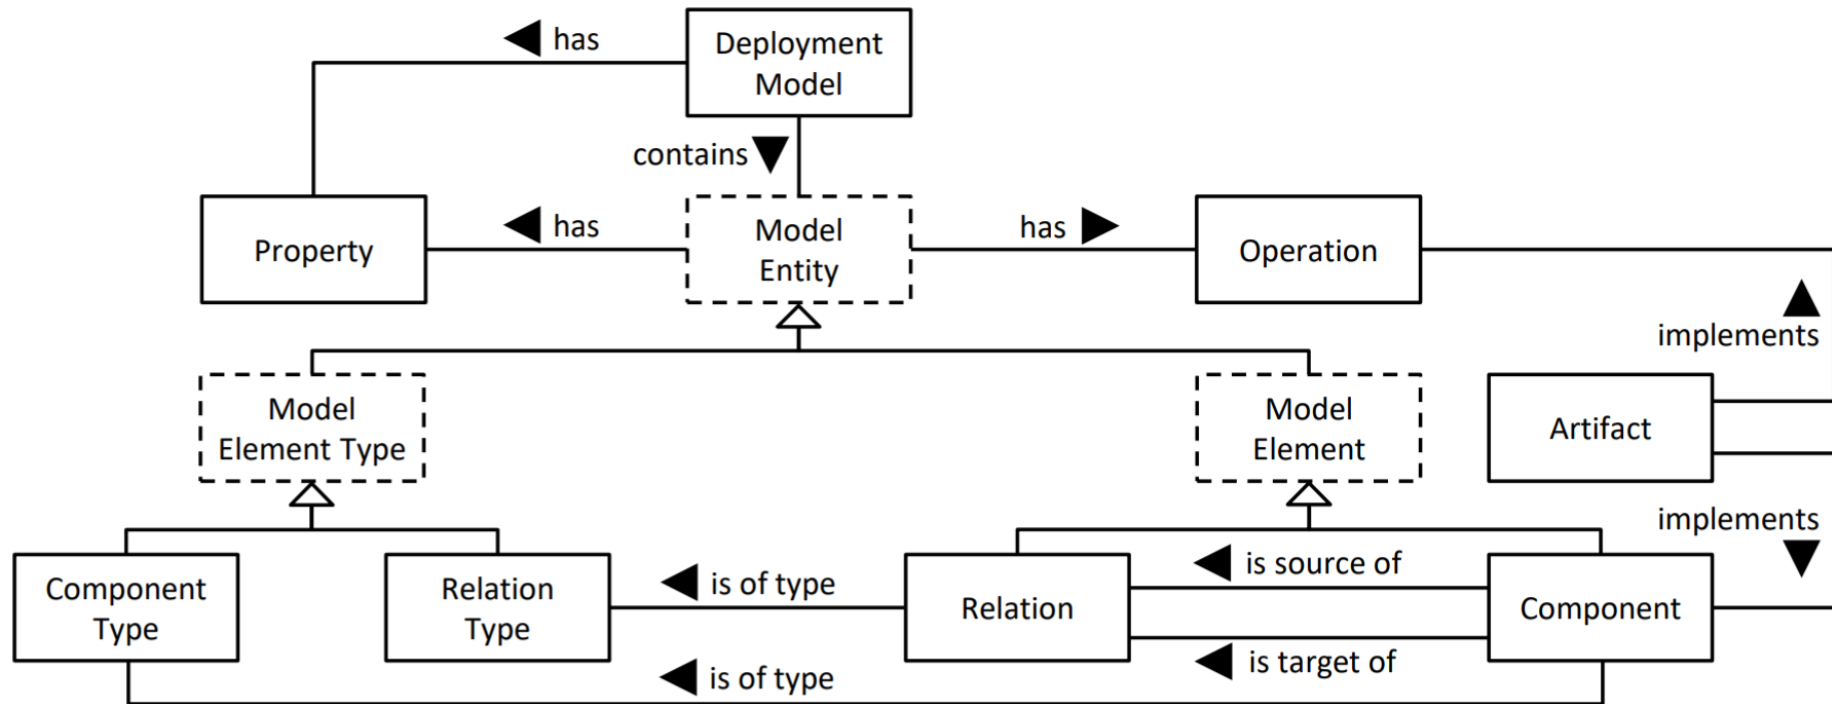 has
Deployment
Model
contains
Property
has
Model
Entity
has
Operation
implements
Model
Element Type
Model
Element
Artifact
implements
Component
Type
Relation
Type
is of type
Relation
is source of
Component
is target of
is of type